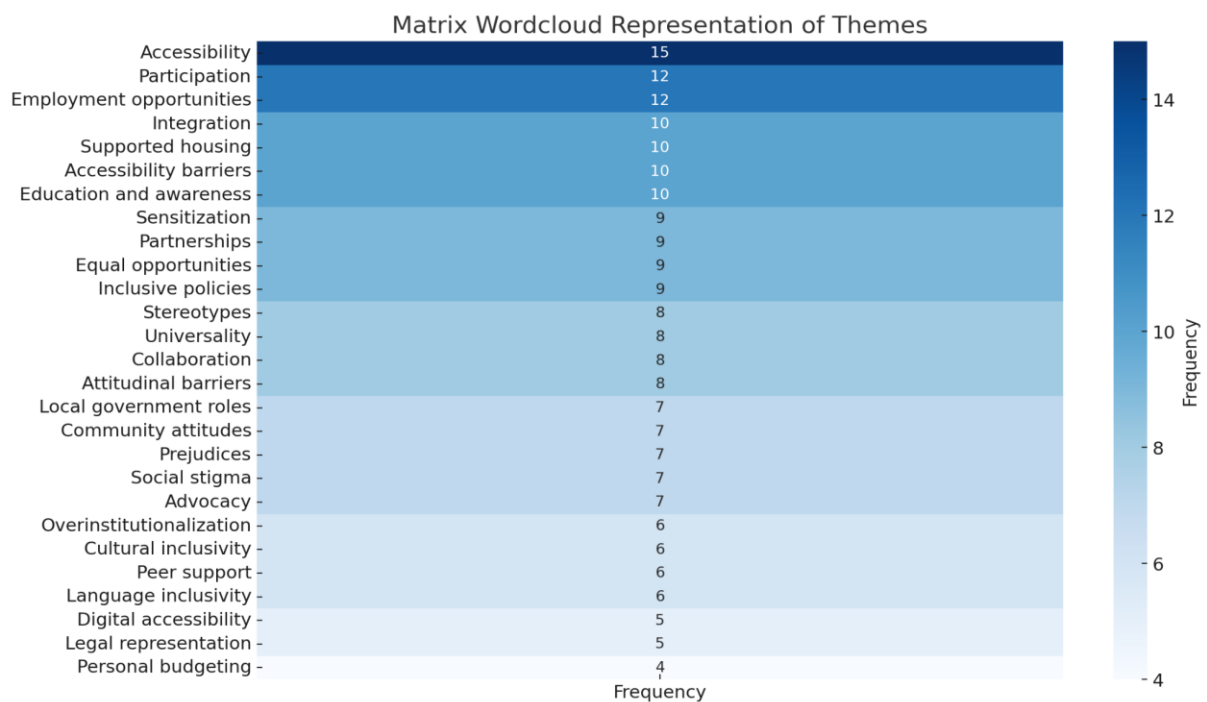 Matrix Wordcloud Representation of Themes
Accessibility 15
Participation 12
Employment opportunities 12
Integration 10
Supported housing 10
Accessibility barriers 10
Education and awareness 10
Sensitization 9
Partnerships 9
Equal opportunities 9
Inclusive policies 9
Stereotypes 8
Universality 8
Collaboration 8
Attitudinal barriers 8
Local government roles 7
Community attitudes 7
Prejudices 7
Social stigma 7
Advocacy 7
Overinstitutionalization 6
Cultural inclusivity 6
Peer support 6
Language inclusivity 6
Digital accessibility 5
Legal representation 5
Personal budgeting 4
Frequency
14
12
10
8
6
4
Frequency